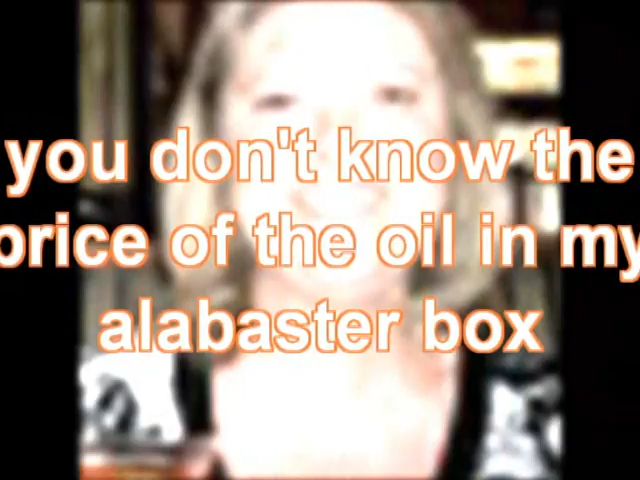 you don't know the
price of the oil in my
alabaster box